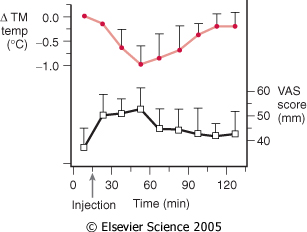 Δ TM
temp
(°C)
0.0
−0.5
−1.0
60
50
40
VAS
score
(mm)
0 30 60 90 120
Injection
Time (min)
© Elsevier Science 2005